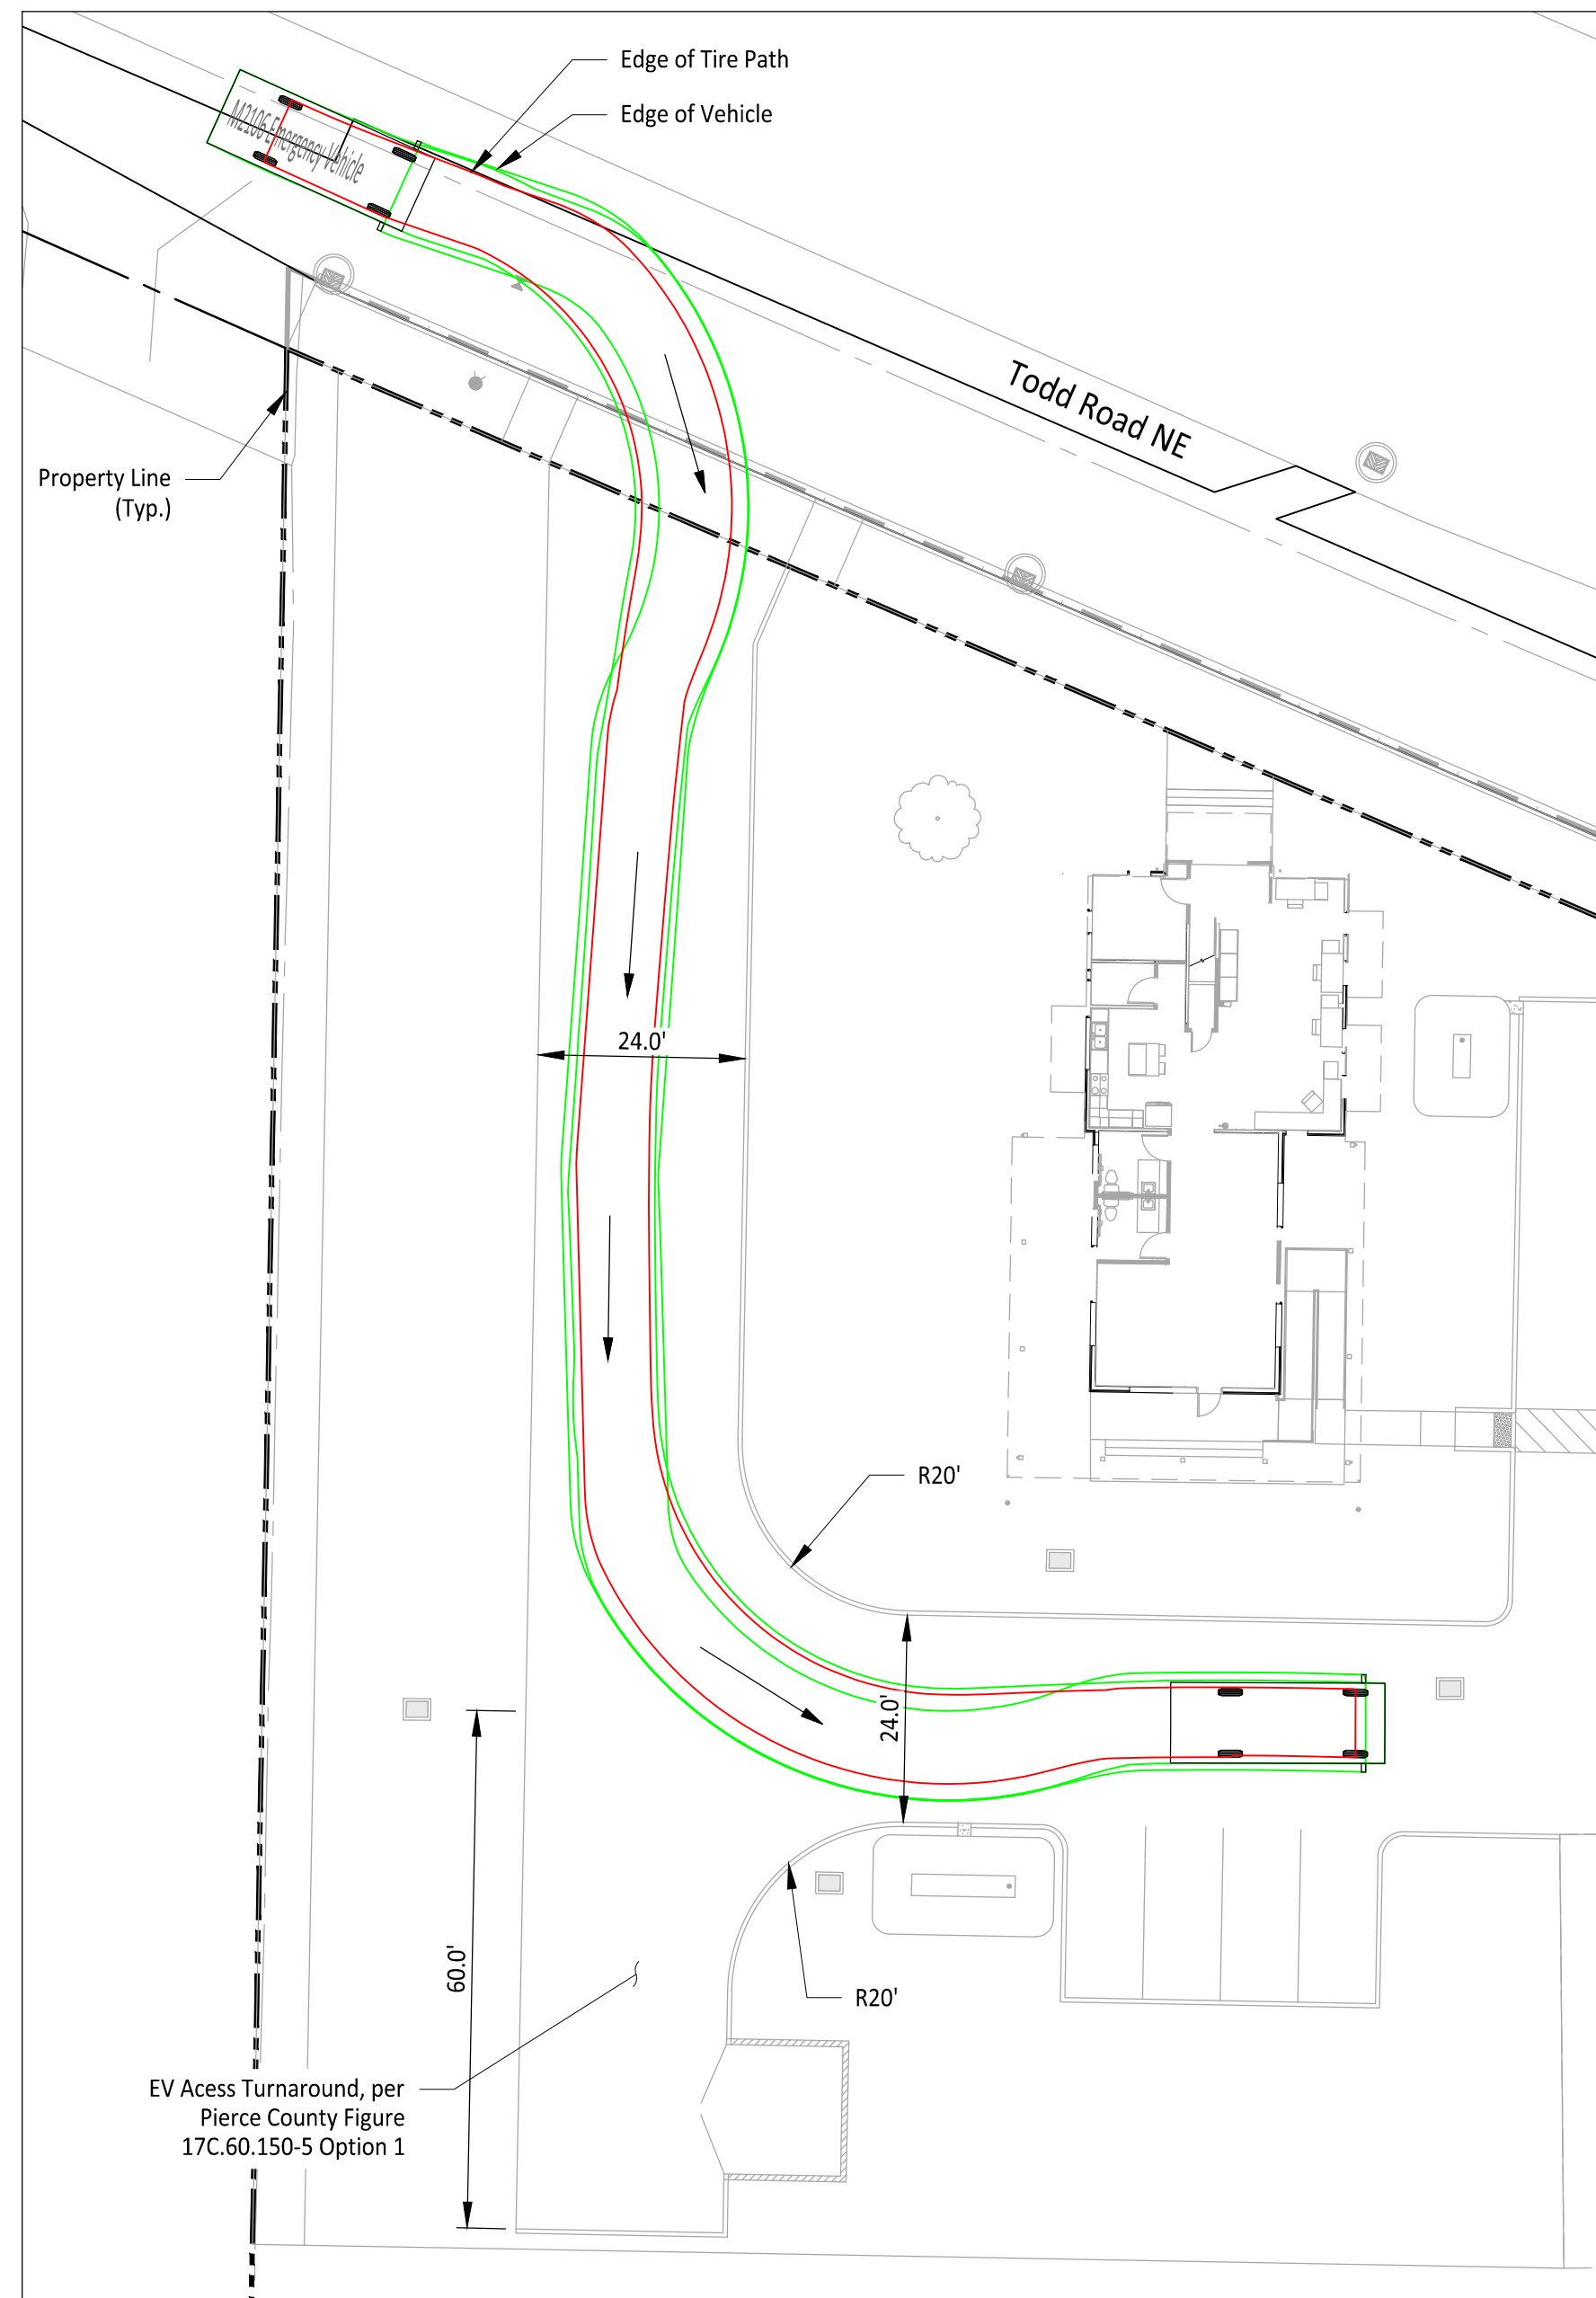 Edge of Tire Path
Edge of Vehicle
M2106 Emergency Vehicle
Todd Road NE
Property Line
(Typ.)
24.0'
R20'
24.0'
60.0'
R20'
EV Acess Turnaround, per
Pierce County Figure
17C.60.150-5 Option 1